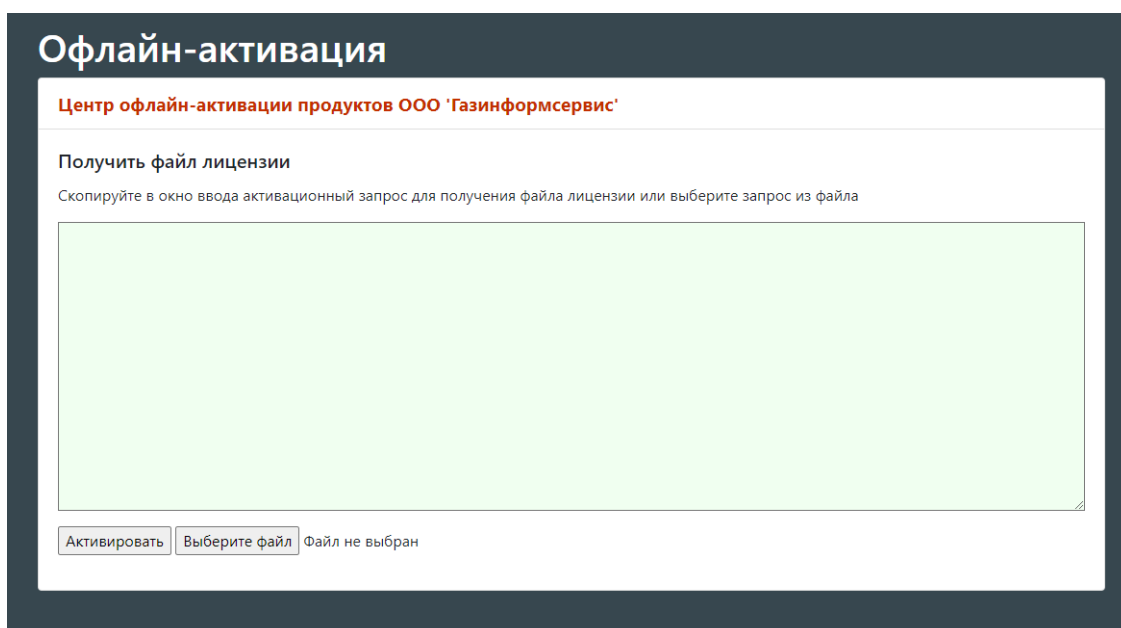 Офлайн-активация
Центр офлайн-активации продуктов ООО 'Газинформсервис'
Получить файл лицензии
Скопируйте в окно ввода активационный запрос для получения файла лицензии или выберите запрос из файла
Активировать Выберите файл Файл не выбран